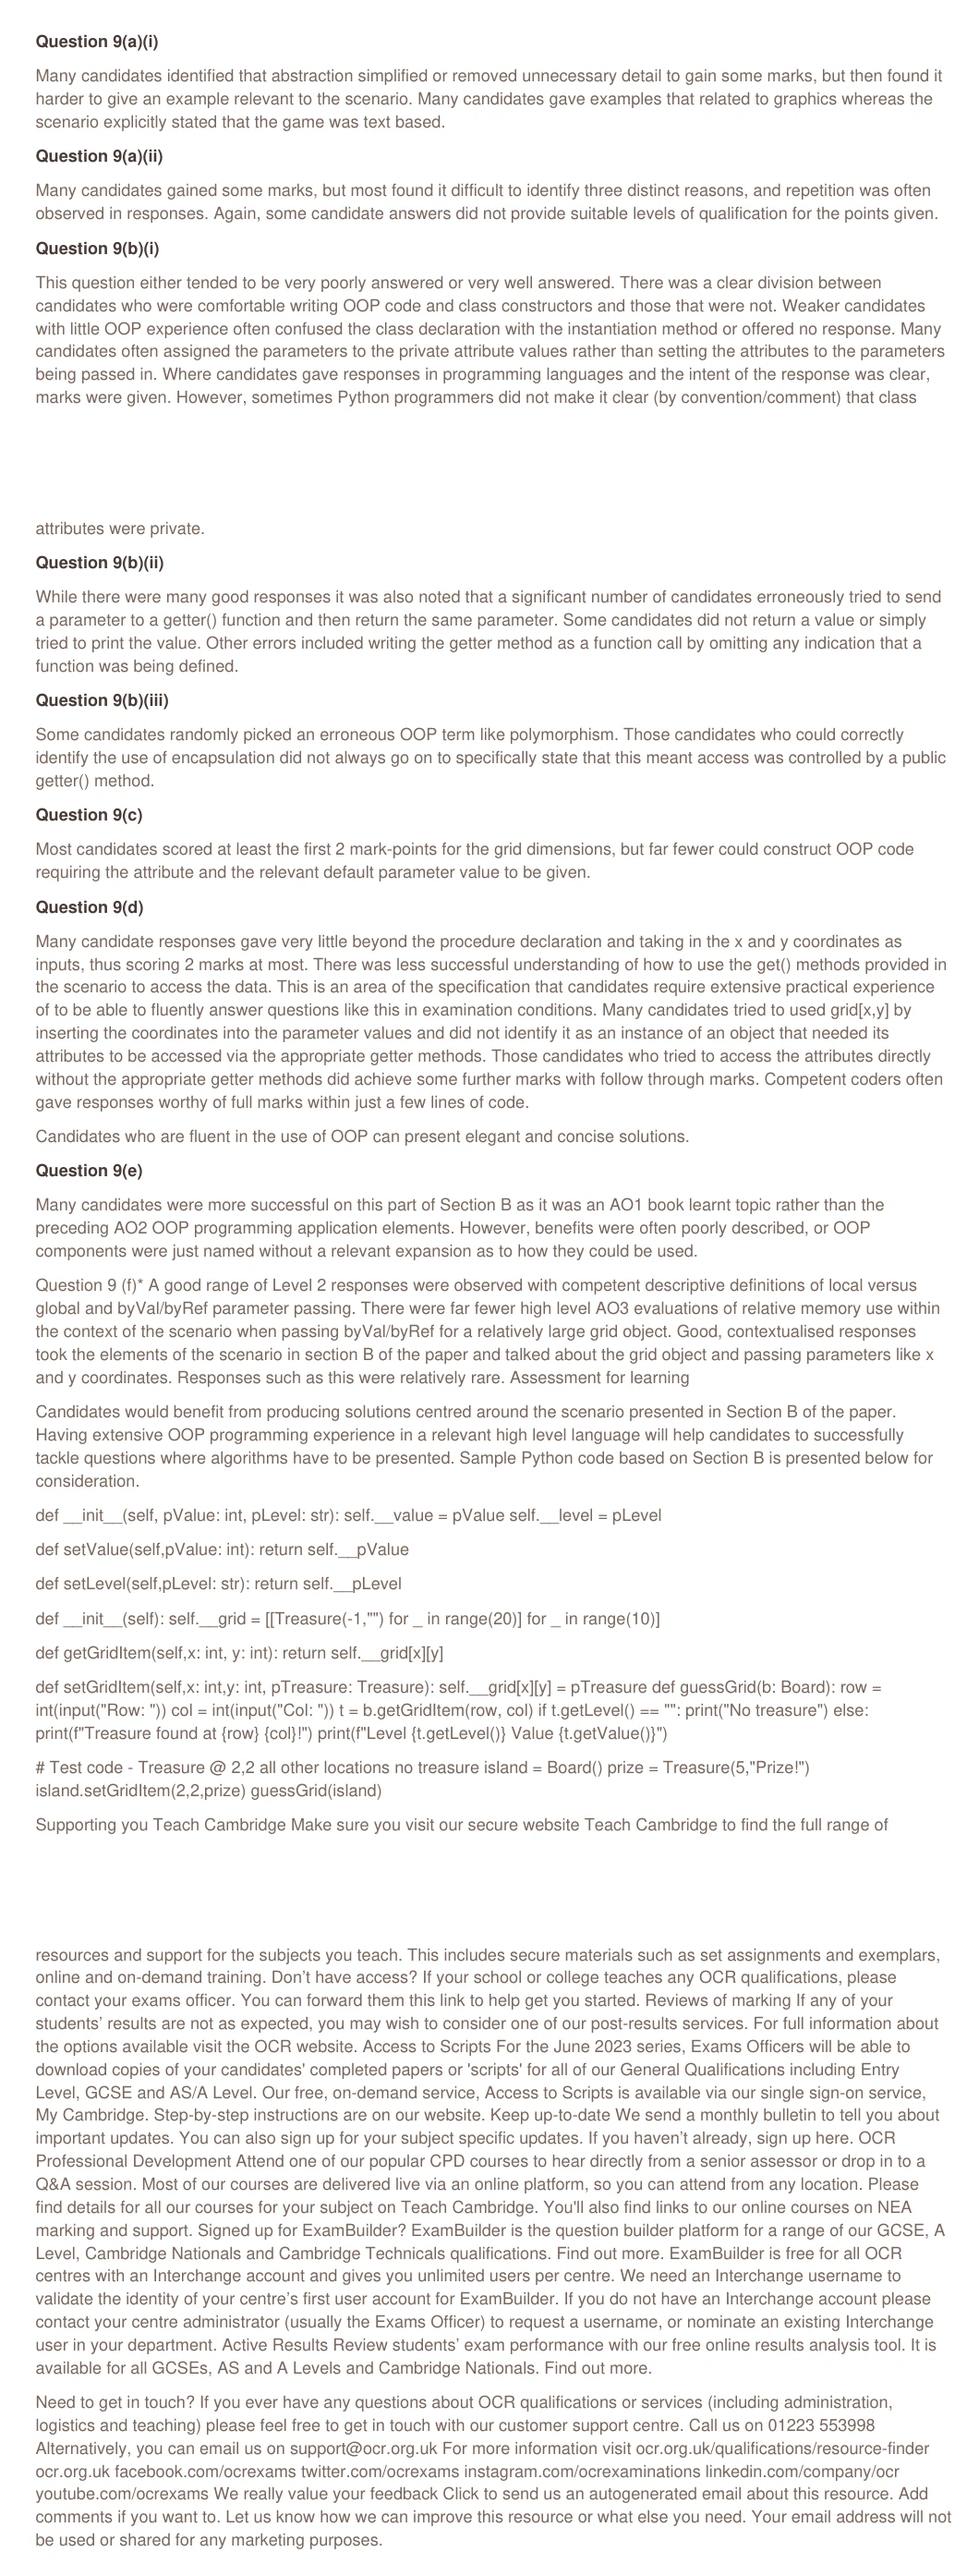 Question 9(a)(i)
Many candidates identified that abstraction simplified or removed unnecessary detail to gain some marks, but then found it
harder to give an example relevant to the scenario. Many candidates gave examples that related to graphics whereas the
scenario explicitly stated that the game was text based.
Question 9(a)(ii)
Many candidates gained some marks, but most found it difficult to identify three distinct reasons, and repetition was often
observed in responses. Again, some candidate answers did not provide suitable levels of qualification for the points given.
Question 9(b)(i)
This question either tended to be very poorly answered or very well answered. There was a clear division between
candidates who were comfortable writing OOP code and class constructors and those that were not. Weaker candidates
with little OOP experience often confused the class declaration with the instantiation method or offered no response. Many
candidates often assigned the parameters to the private attribute values rather than setting the attributes to the parameters
being passed in. Where candidates gave responses in programming languages and the intent of the response was clear,
marks were given. However, sometimes Python programmers did not make it clear (by convention/comment) that class
attributes were private.
Question 9(b)(ii)
While there were many good responses it was also noted that a significant number of candidates erroneously tried to send
a parameter to a getter() function and then return the same parameter. Some candidates did not return a value or simply
tried to print the value. Other errors included writing the getter method as a function call by omitting any indication that a
function was being defined.
Question 9(b)(iii)
Some candidates randomly picked an erroneous OOP term like polymorphism. Those candidates who could correctly
identify the use of encapsulation did not always go on to specifically state that this meant access was controlled by a public
getter() method.
Question 9(c)
Most candidates scored at least the first 2 mark-points for the grid dimensions, but far fewer could construct OOP code
requiring the attribute and the relevant default parameter value to be given.
Question 9(d)
Many candidate responses gave very little beyond the procedure declaration and taking in the x and y coordinates as
inputs, thus scoring 2 marks at most. There was less successful understanding of how to use the get() methods provided in
the scenario to access the data. This is an area of the specification that candidates require extensive practical experience
of to be able to fluently answer questions like this in examination conditions. Many candidates tried to used grid[x,y] by
inserting the coordinates into the parameter values and did not identify it as an instance of an object that needed its
attributes to be accessed via the appropriate getter methods. Those candidates who tried to access the attributes directly
without the appropriate getter methods did achieve some further marks with follow through marks. Competent coders often
gave responses worthy of full marks within just a few lines of code.
Candidates who are fluent in the use of OOP can present elegant and concise solutions.
Question 9(e)
Many candidates were more successful on this part of Section B as it was an AO1 book learnt topic rather than the
preceding AO2 OOP programming application elements. However, benefits were often poorly described, or OOP
components were just named without a relevant expansion as to how they could be used.
Question 9 (f)* A good range of Level 2 responses were observed with competent descriptive definitions of local versus
global and byVal/byRef parameter passing. There were far fewer high level AO3 evaluations of relative memory use within
the context of the scenario when passing byVal/byRef for a relatively large grid object. Good, contextualised responses
took the elements of the scenario in section B of the paper and talked about the grid object and passing parameters like x
and y coordinates. Responses such as this were relatively rare. Assessment for learning
Candidates would benefit from producing solutions centred around the scenario presented in Section B of the paper.
Having extensive OOP programming experience in a relevant high level language will help candidates to successfully
tackle questions where algorithms have to be presented. Sample Python code based on Section B is presented below for
consideration.
def __init__(self, pValue: int, pLevel: str): self.__value = pValue self.__level = pLevel
def setValue(self,pValue: int): return self.__pValue
def setLevel(self,pLevel: str): return self.__pLevel
def __init__(self): self.__grid = [[Treasure(-1,"") for _ in range(20)] for _ in range(10)]
def getGridItem(self,x: int, y: int): return self.__grid[x][y]
def setGridItem(self,x: int,y: int, pTreasure: Treasure): self.__grid[x][y] = pTreasure def guessGrid(b: Board): row =
int(input("Row: ")) col = int(input("Col: ")) t = b.getGridItem(row, col) if t.getLevel() == "": print("No treasure") else:
print(f"Treasure found at {row} {col}!") print(f"Level {t.getLevel()} Value {t.getValue()}")
# Test code - Treasure @ 2,2 all other locations no treasure island = Board() prize = Treasure(5,"Prize!")
island.setGridItem(2,2,prize) guessGrid(island)
Supporting you Teach Cambridge Make sure you visit our secure website Teach Cambridge to find the full range of
resources and support for the subjects you teach. This includes secure materials such as set assignments and exemplars,
online and on-demand training. Don’t have access? If your school or college teaches any OCR qualifications, please
contact your exams officer. You can forward them this link to help get you started. Reviews of marking If any of your
students’ results are not as expected, you may wish to consider one of our post-results services. For full information about
the options available visit the OCR website. Access to Scripts For the June 2023 series, Exams Officers will be able to
download copies of your candidates' completed papers or 'scripts' for all of our General Qualifications including Entry
Level, GCSE and AS/A Level. Our free, on-demand service, Access to Scripts is available via our single sign-on service,
My Cambridge. Step-by-step instructions are on our website. Keep up-to-date We send a monthly bulletin to tell you about
important updates. You can also sign up for your subject specific updates. If you haven’t already, sign up here. OCR
Professional Development Attend one of our popular CPD courses to hear directly from a senior assessor or drop in to a
Q&A session. Most of our courses are delivered live via an online platform, so you can attend from any location. Please
find details for all our courses for your subject on Teach Cambridge. You'll also find links to our online courses on NEA
marking and support. Signed up for ExamBuilder? ExamBuilder is the question builder platform for a range of our GCSE, A
Level, Cambridge Nationals and Cambridge Technicals qualifications. Find out more. ExamBuilder is free for all OCR
centres with an Interchange account and gives you unlimited users per centre. We need an Interchange username to
validate the identity of your centre’s first user account for ExamBuilder. If you do not have an Interchange account please
contact your centre administrator (usually the Exams Officer) to request a username, or nominate an existing Interchange
user in your department. Active Results Review students’ exam performance with our free online results analysis tool. It is
available for all GCSEs, AS and A Levels and Cambridge Nationals. Find out more.
Need to get in touch? If you ever have any questions about OCR qualifications or services (including administration,
logistics and teaching) please feel free to get in touch with our customer support centre. Call us on 01223 553998
Alternatively, you can email us on support@ocr.org.uk For more information visit ocr.org.uk/qualifications/resource-finder
ocr.org.uk facebook.com/ocrexams twitter.com/ocrexams instagram.com/ocrexaminations linkedin.com/company/ocr
youtube.com/ocrexams We really value your feedback Click to send us an autogenerated email about this resource. Add
comments if you want to. Let us know how we can improve this resource or what else you need. Your email address will not
be used or shared for any marketing purposes.